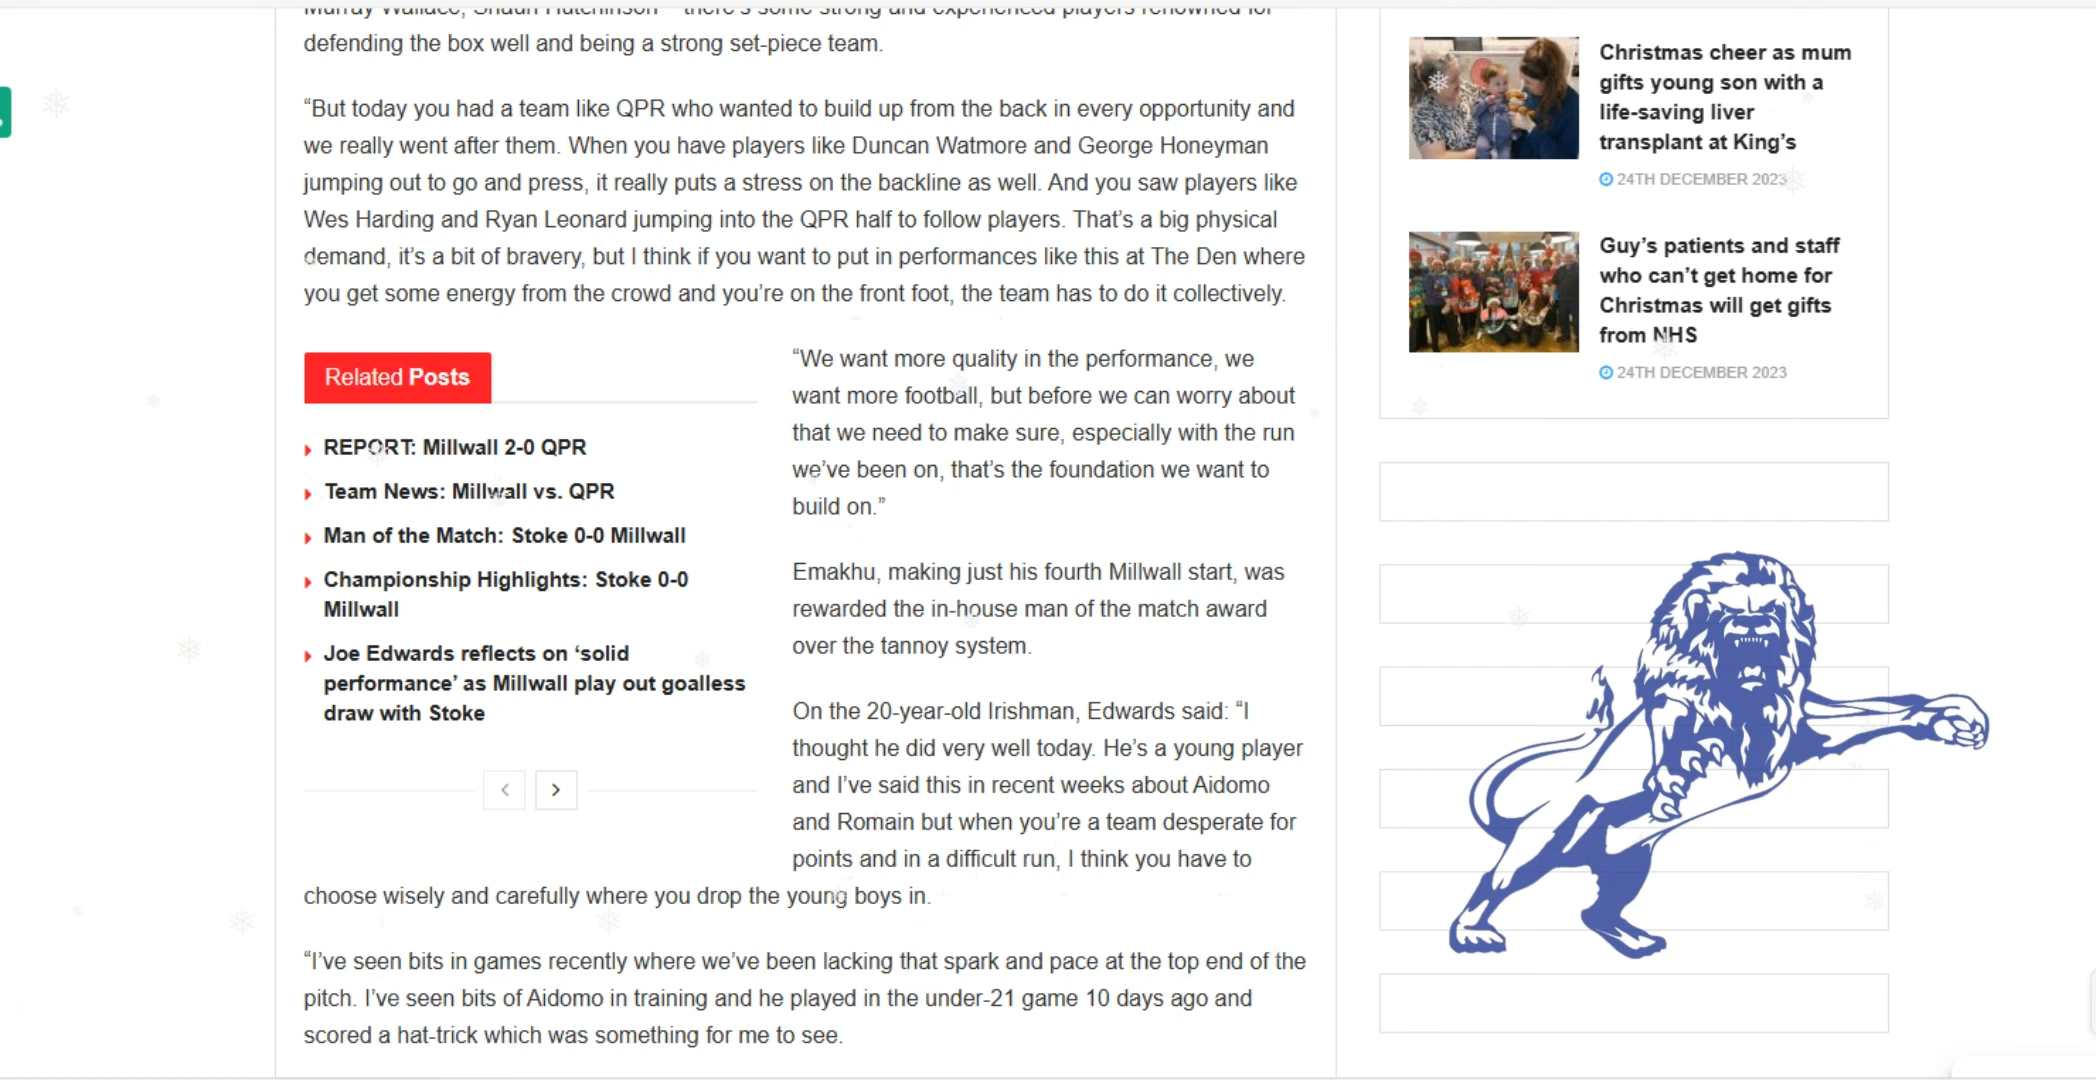 Murray Wallace, Shaun Hutchinson – there’s some strong and experienced players renowned for
defending the box well and being a strong set-piece team.
“But today you had a team like QPR who wanted to build up from the back in every opportunity and
we really went after them. When you have players like Duncan Watmore and George Honeyman
jumping out to go and press, it really puts a stress on the backline as well. And you saw players like
Wes Harding and Ryan Leonard jumping into the QPR half to follow players. That’s a big physical
demand, it’s a bit of bravery, but I think if you want to put in performances like this at The Den where
you get some energy from the crowd and you’re on the front foot, the team has to do it collectively.
Related Posts
REPORT: Millwall 2-0 QPR
Team News: Millwall vs. QPR
Man of the Match: Stoke 0-0 Millwall
Championship Highlights: Stoke 0-0
Millwall
Joe Edwards reflects on ‘solid
performance’ as Millwall play out goalless
draw with Stoke
“We want more quality in the performance, we
want more football, but before we can worry about
that we need to make sure, especially with the run
we’ve been on, that’s the foundation we want to
build on.”
Emakhu, making just his fourth Millwall start, was
rewarded the in-house man of the match award
over the tannoy system.
On the 20-year-old Irishman, Edwards said: “I
thought he did very well today. He’s a young player
and I’ve said this in recent weeks about Aidomo
and Romain but when you’re a team desperate for
points and in a difficult run, I think you have to
choose wisely and carefully where you drop the young boys in.
“I’ve seen bits in games recently where we’ve been lacking that spark and pace at the top end of the
pitch. I’ve seen bits of Aidomo in training and he played in the under-21 game 10 days ago and
scored a hat-trick which was something for me to see.
Christmas cheer as mum
gifts young son with a
life-saving liver
transplant at King’s
24TH DECEMBER 2023
Guy’s patients and staff
who can’t get home for
Christmas will get gifts
from NHS
24TH DECEMBER 2023